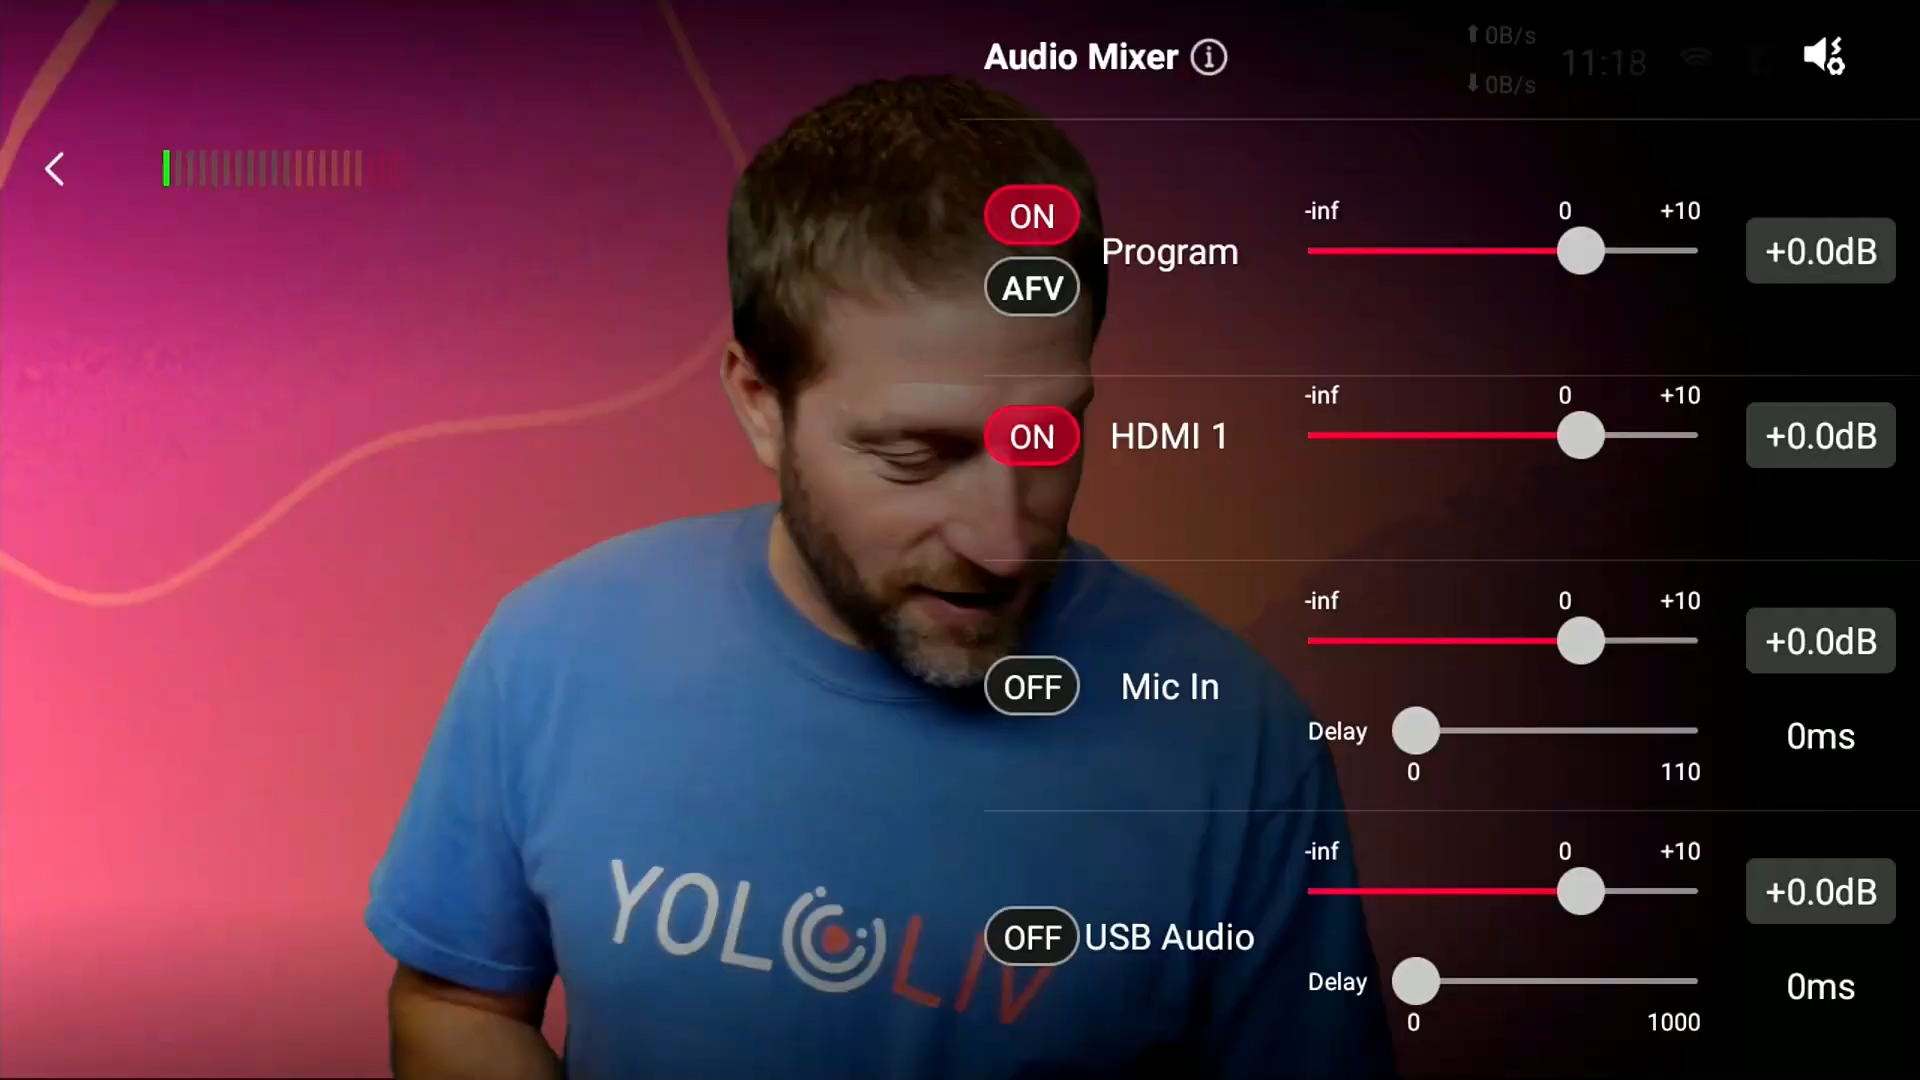 Audio Mixer
0B/s
0B/s
11:18
ON
AFV
Program
-inf 0 +10
+0.0dB
ON
HDMI 1
-inf 0 +10
+0.0dB
OFF
Mic In
-inf 0 +10
+0.0dB
Delay
0 110
0ms
OFF
USB Audio
-inf 0 +10
+0.0dB
Delay
0 1000
0ms
YOLOLIV